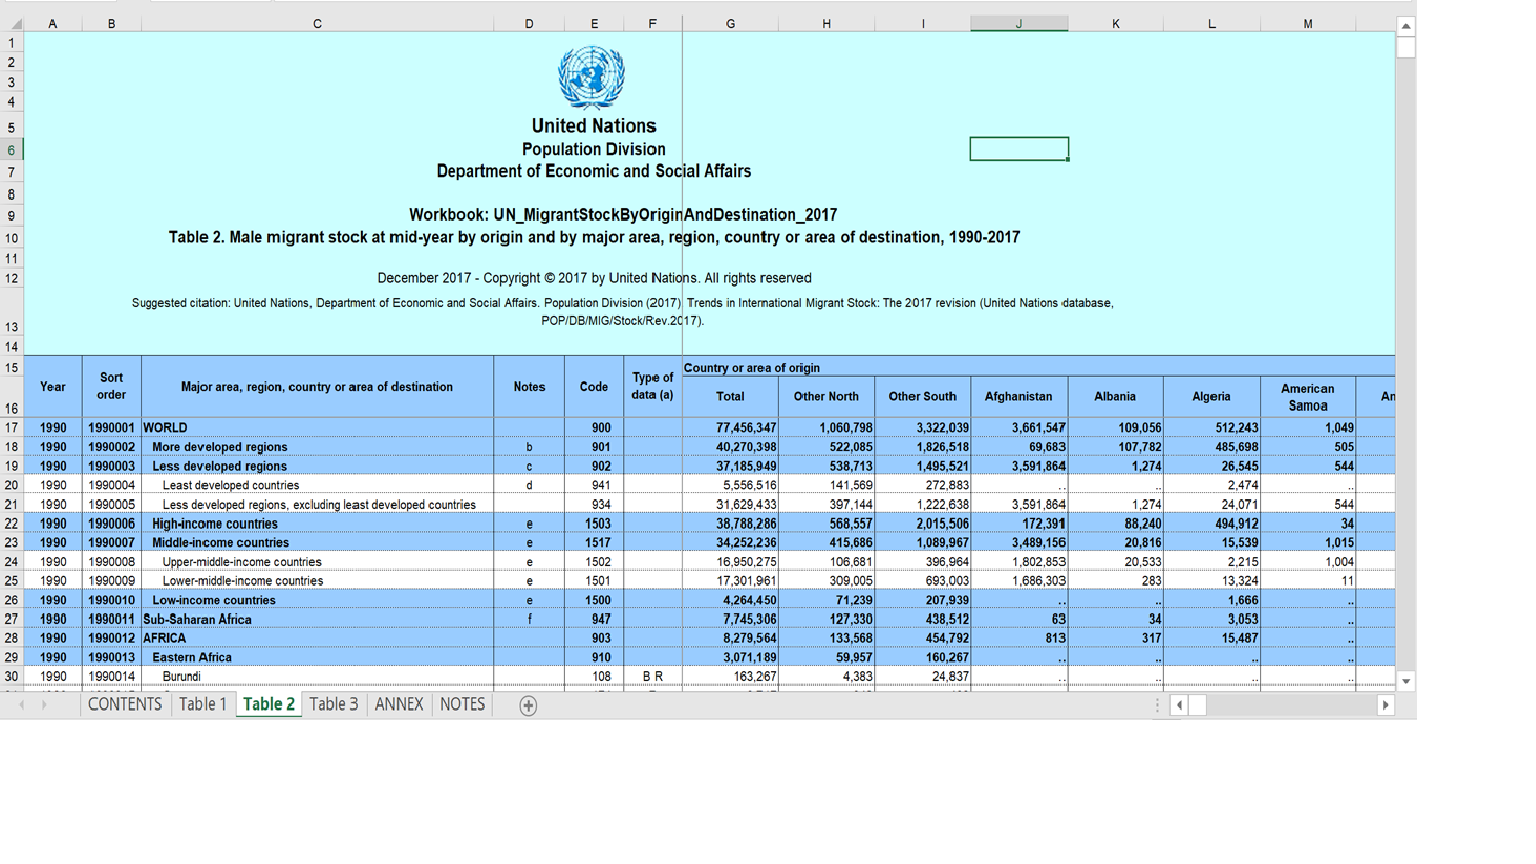 A B C D E F G H I J K L M
1
2
3
4
5 United Nations
6 Population Division
7 Department of Economic and Social Affairs
8
9 Workbook: UN_MigrantStockByOriginAndDestination_2017
10 Table 2. Male migrant stock at mid-year by origin and by major area, region, country or area of destination, 1990-2017
11
12 December 2017 - Copyright © 2017 by United Nations. All rights reserved
Suggested citation: United Nations, Department of Economic and Social Affairs. Population Division (2017). Trends in International Migrant Stock: The 2017 revision (United Nations database,
13 POP/DB/MIG/Stock/Rev.2017).
14
15 Country or area of origin
16 Year Sort order Major area, region, country or area of destination Notes Code Type of data (a) Total Other North Other South Afghanistan Albania Algeria American Samoa An
17 1990 1990001 WORLD 900 77,456,347 1,060,798 3,322,039 3,661,547 109,056 512,243 1,049
18 1990 1990002 More developed regions b 901 40,270,398 522,085 1,826,518 69,683 107,782 485,698 505
19 1990 1990003 Less developed regions c 902 37,185,949 538,713 1,495,521 3,591,864 1,274 26,545 544
20 1990 1990004 Least developed countries d 941 5,556,516 141,569 272,883 .. .. 2,474 ..
21 1990 1990005 Less developed regions, excluding least developed countries 934 31,629,433 397,144 1,222,638 3,591,864 1,274 24,071 544
22 1990 1990006 High-income countries e 1503 38,788,286 568,557 2,015,506 172,391 88,240 494,912 34
23 1990 1990007 Middle-income countries e 1517 34,252,236 415,686 1,089,967 3,489,156 20,816 15,539 1,015
24 1990 1990008 Upper-middle-income countries e 1502 16,950,275 106,681 396,964 1,802,853 20,533 2,215 1,004
25 1990 1990009 Lower-middle-income countries e 1501 17,301,961 309,005 693,003 1,686,303 283 13,324 11
26 1990 1990010 Low-income countries e 1500 4,264,450 71,239 207,939 .. .. 1,666 ..
27 1990 1990011 Sub-Saharan Africa f 947 7,745,306 127,330 438,512 63 34 3,053 ..
28 1990 1990012 AFRICA 903 8,279,564 133,568 454,792 813 317 15,487 ..
29 1990 1990013 Eastern Africa 910 3,071,189 59,957 160,267 .. .. .. ..
30 1990 1990014 Burundi 108 B R 163,267 4,383 24,837 .. .. .. ..
CONTENTS Table 1 Table 2 Table 3 ANNEX NOTES